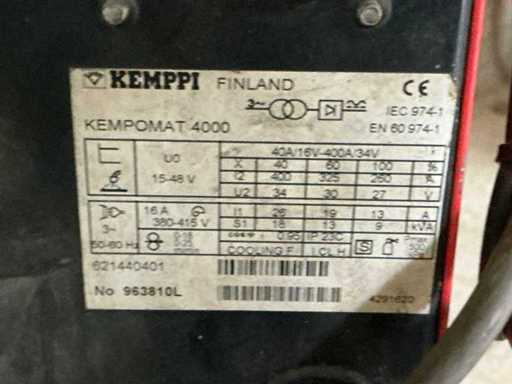 KEMPPI FINLAND CE
3~ IEC 974-1
KEMPOMAT 4000 EN 60 974-1
U0 40A/16V-400A/34V
X 40 60 100 %
15-48 V I2 400 325 250 A
U2 34 30 27 V
16 A I1 26 19 13 A
3~ 380-415 V S1 18 13 9 kVA
50-60 Hz 0.95 IP 23C S Pmax
COOLING F I CL H
621440401
No 963810L 4291620